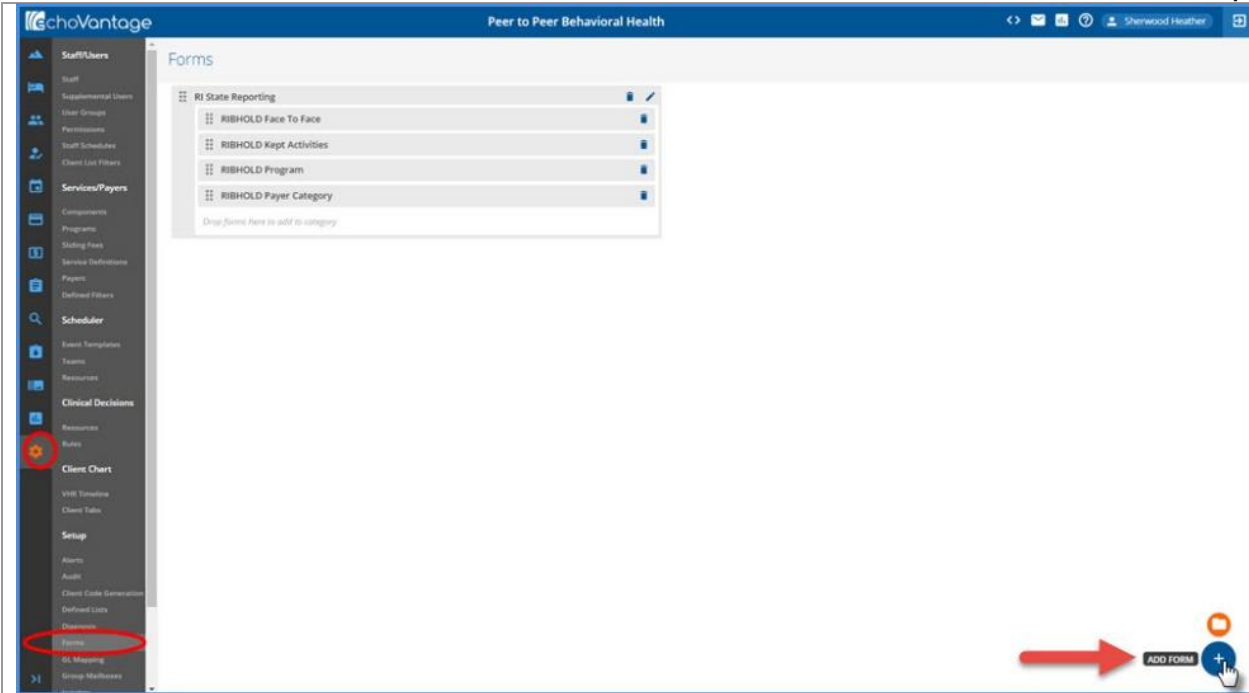 EchoVantage
Peer to Peer Behavioral Health
Sherwood Heather
Staff/Users
Staff
Supplemental Users
User Groups
Permissions
Staff Schedules
Client List Filters
Services/Payers
Components
Programs
Sliding Fees
Service Definitions
Payers
Defined Filters
Scheduler
Event Templates
Teams
Resources
Clinical Decisions
Resources
Rules
Client Chart
VHR Timeline
Client Tabs
Setup
Alerts
Audit
Client Code Generation
Defined Lists
Diagnosis
Forms
GL Mapping
Group Mailboxes
Forms
RI State Reporting
RIBHOLD Face To Face
RIBHOLD Kept Activities
RIBHOLD Program
RIBHOLD Payer Category
Drop forms here to add to category
ADD FORM